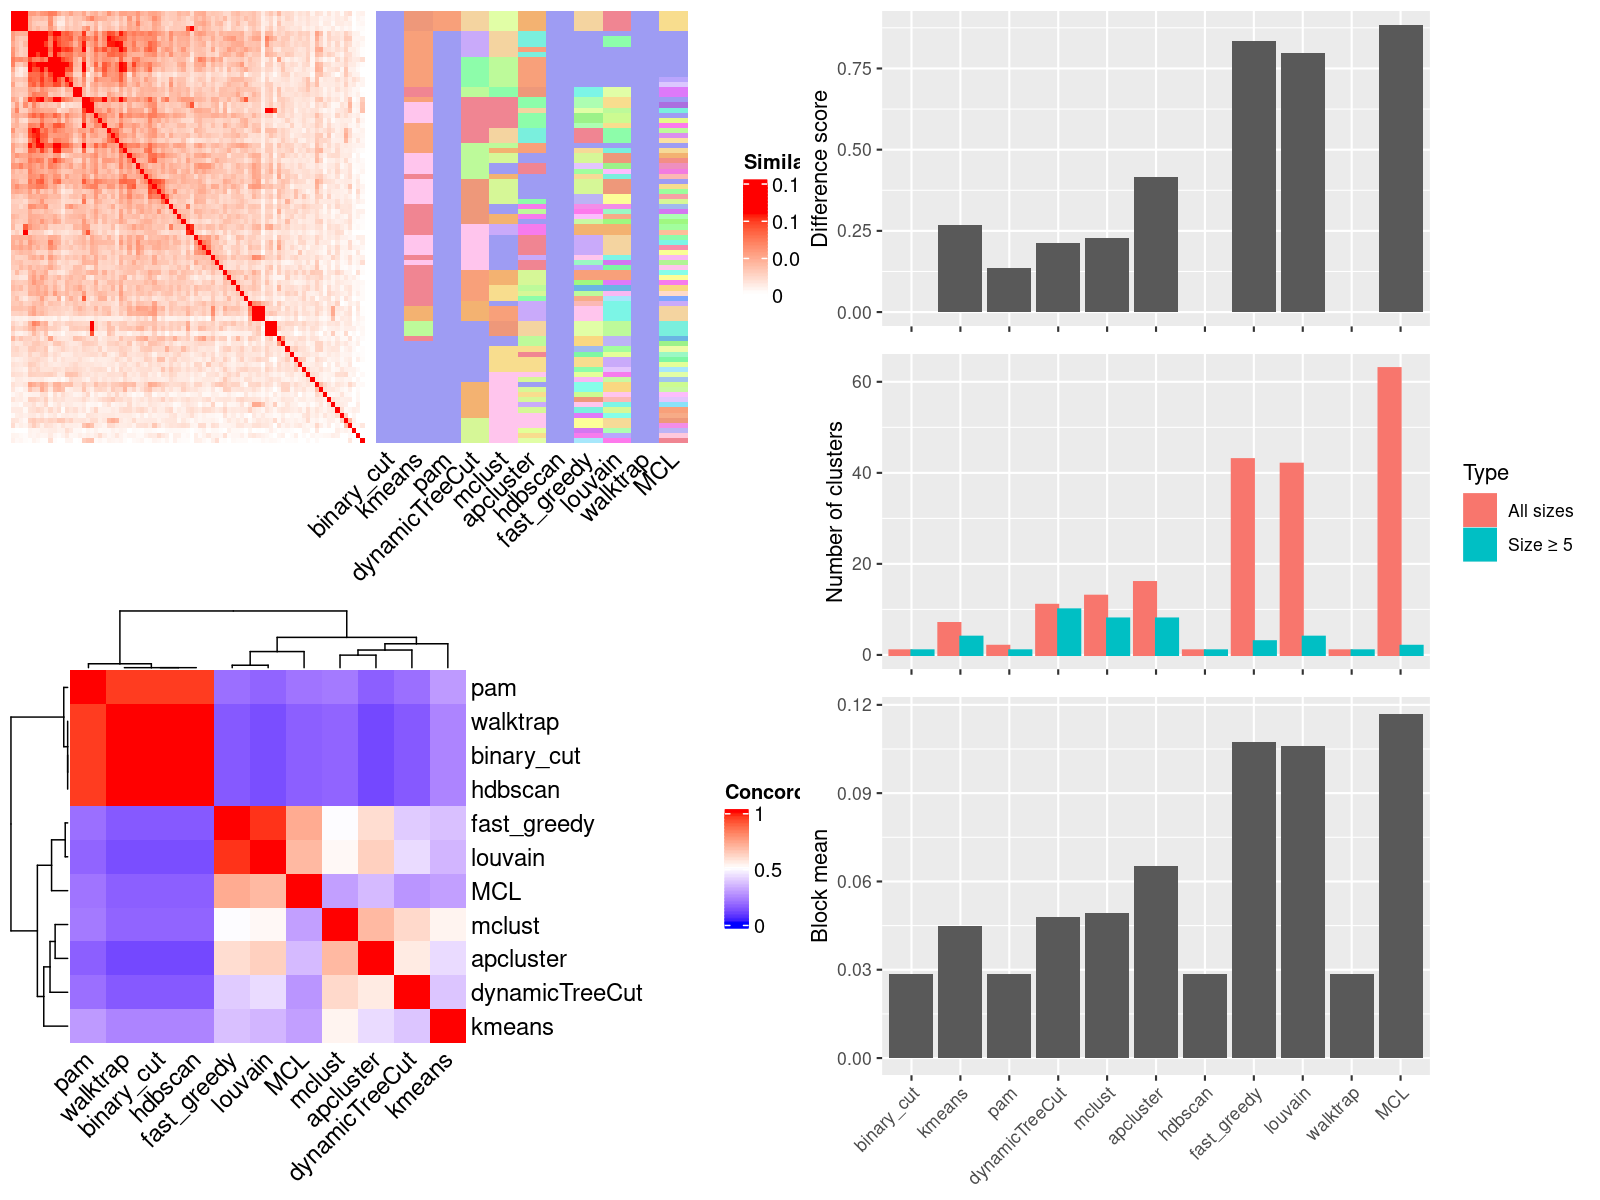 binary_cut
kmeans
pam
dynamicTreeCut
mclust
apcluster
hdbscan
fast_greedy
louvain
walktrap
MCL
Simila
0.1
0.1
0.0
0
pam
walktrap
binary_cut
hdbscan
fast_greedy
louvain
MCL
mclust
apcluster
dynamicTreeCut
kmeans
pam
walktrap
binary_cut
hdbscan
fast_greedy
louvain
MCL
mclust
apcluster
dynamicTreeCut
kmeans
Concord
1
0.5
0
Difference score
0.75
0.50
0.25
0.00
Number of clusters
60
40
20
0
Type
All sizes
Size ≥ 5
Block mean
0.12
0.09
0.06
0.03
0.00
binary_cut
kmeans
pam
dynamicTreeCut
mclust
apcluster
hdbscan
fast_greedy
louvain
walktrap
MCL